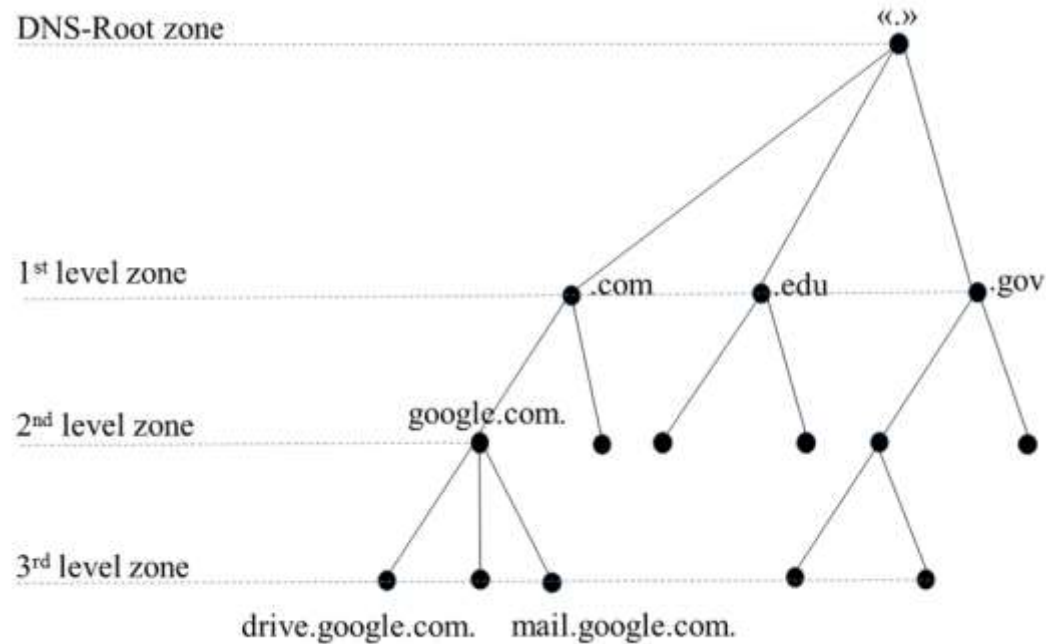 DNS-Root zone
«.»
1st level zone
.com
.edu
.gov
google.com.
2nd level zone
3rd level zone
drive.google.com. mail.google.com.